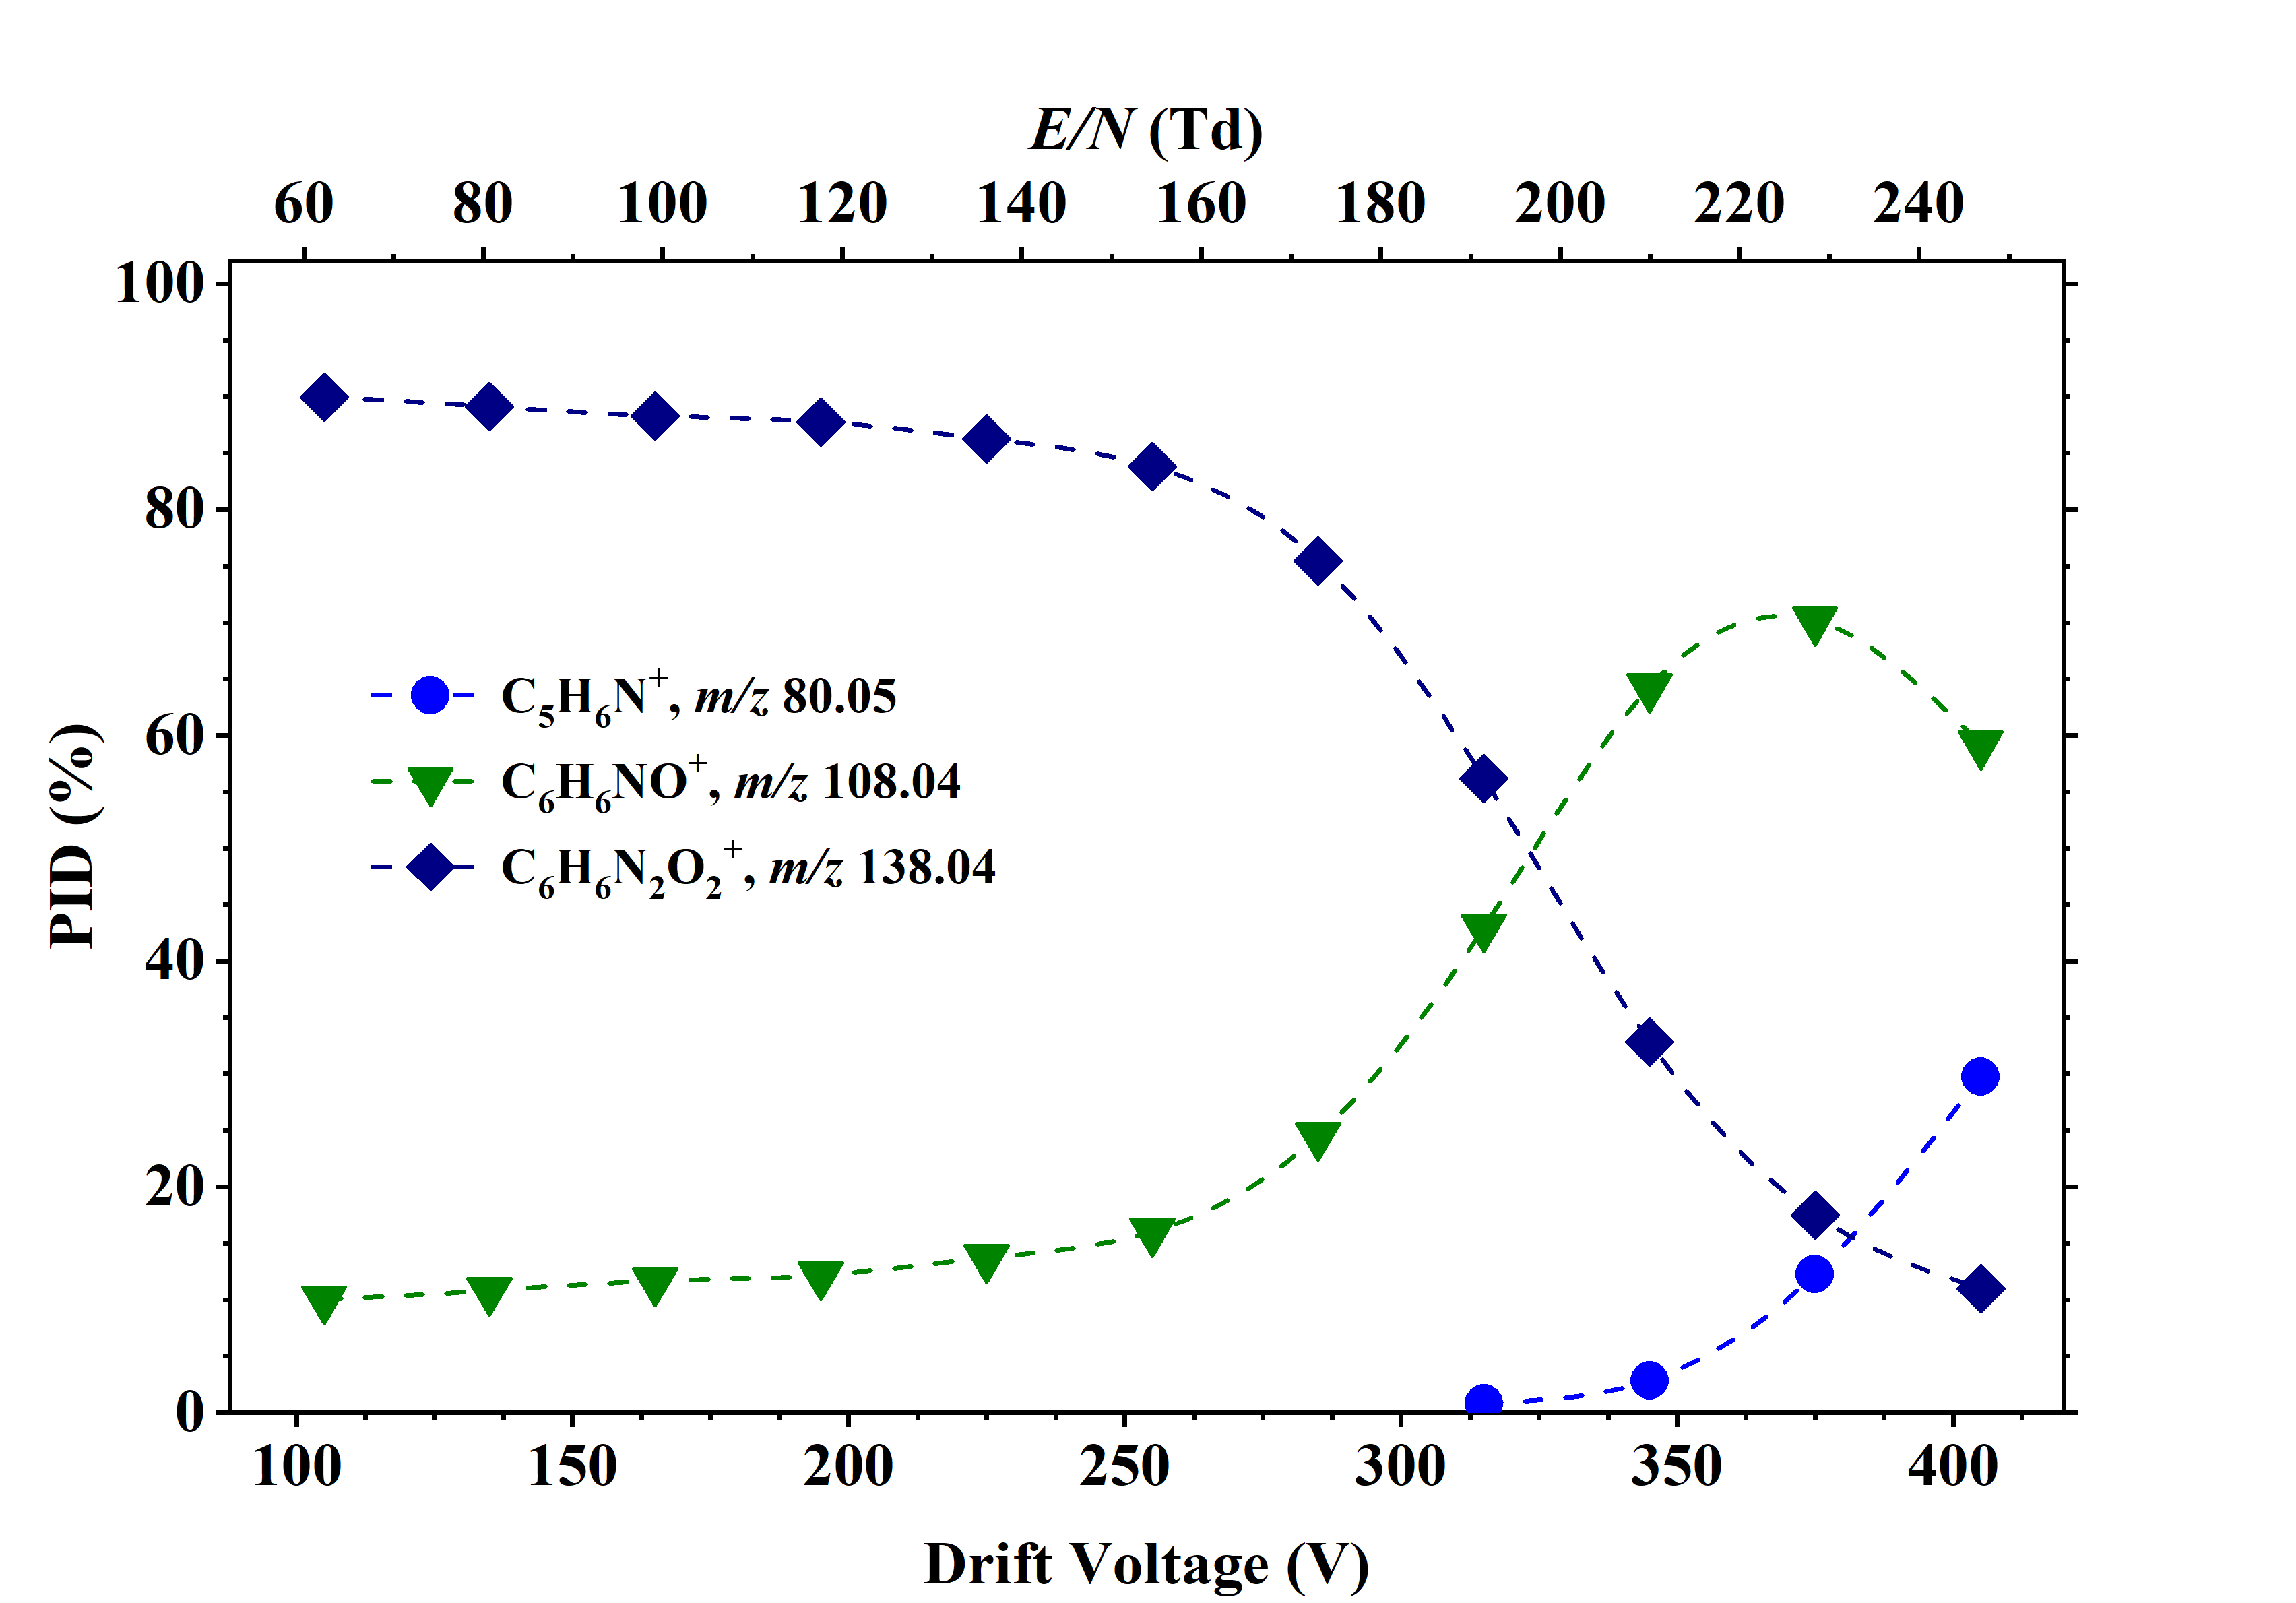 E/N (Td)
60 80 100 120 140 160 180 200 220 240
100
80
60
40
20
0
PID (%)
C5H6N+, m/z 80.05
C6H6NO+, m/z 108.04
C6H6N2O2+, m/z 138.04
100 150 200 250 300 350 400
Drift Voltage (V)